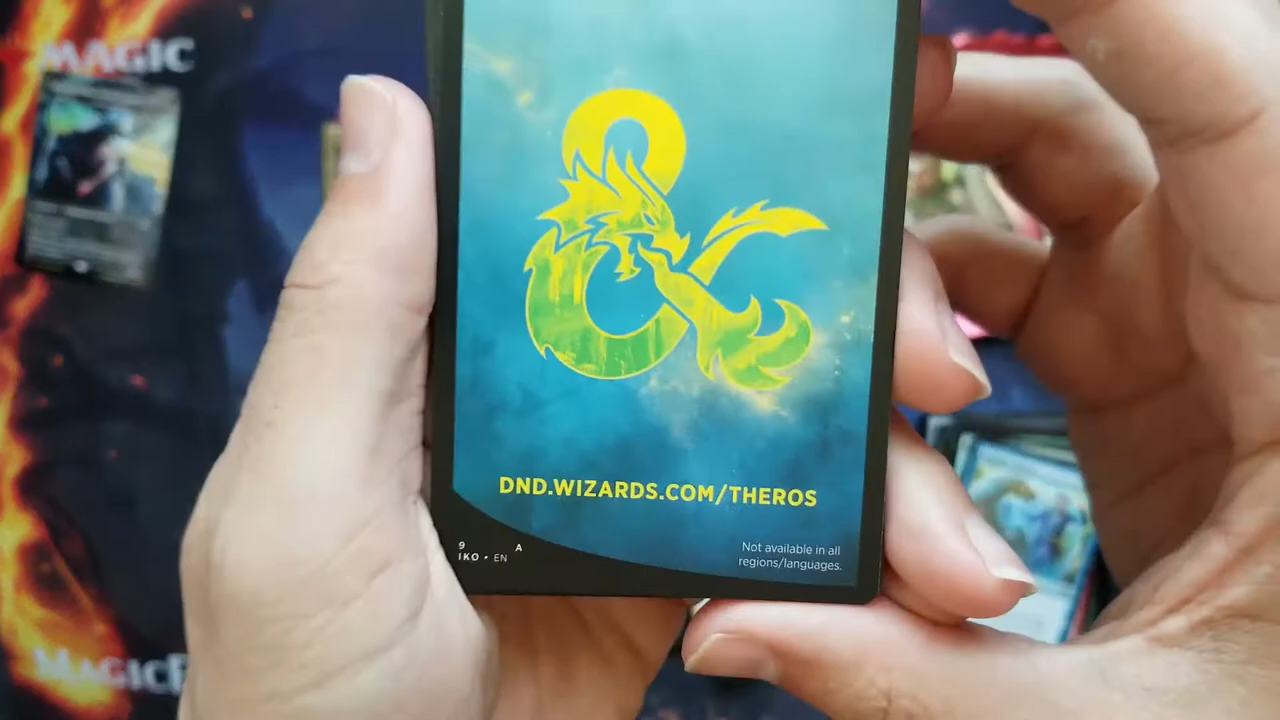 MAGIC
DND.WIZARDS.COM/THEROS
9 A
IKO • EN
Not available in all
regions/languages.